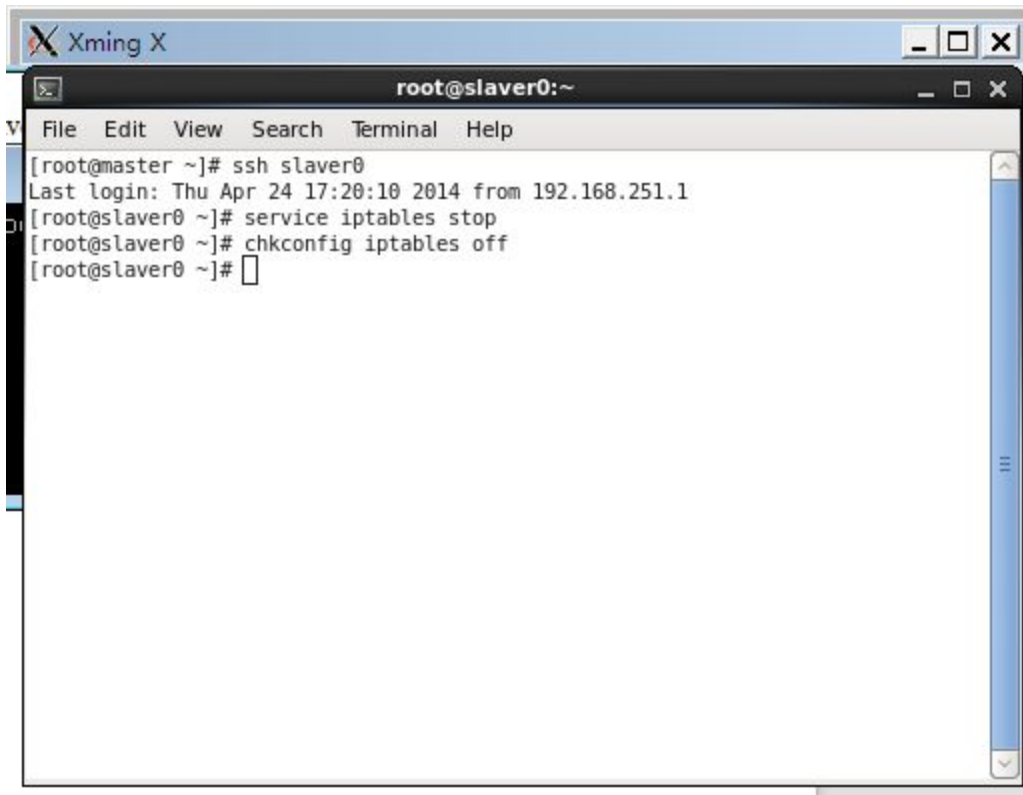 Xming X
root@slaver0:~
File Edit View Search Terminal Help
[root@master ~]# ssh slaver0
Last login: Thu Apr 24 17:20:10 2014 from 192.168.251.1
[root@slaver0 ~]# service iptables stop
[root@slaver0 ~]# chkconfig iptables off
[root@slaver0 ~]#